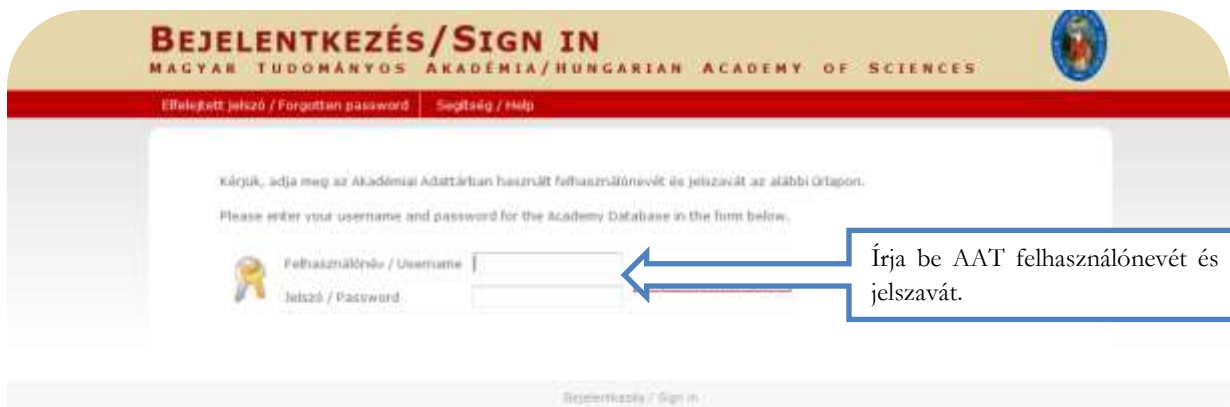 BEJELENTKEZÉS/SIGN IN
MAGYAR TUDOMÁNYOS AKADÉMIA/HUNGARIAN ACADEMY OF SCIENCES
Elfelejtett jelszó / Forgotten password Segítség / Help
Kérjük, adja meg az Akadémiai Adattárban használt felhasználónevét és jelszavát az alábbi űrlapon.
Please enter your username and password for the Academy Database in the form below.
Felhasználónév / Username
Írja be AAT felhasználónevét és
jelszavát.
Jelszó / Password
Bejelentkezés / Sign in